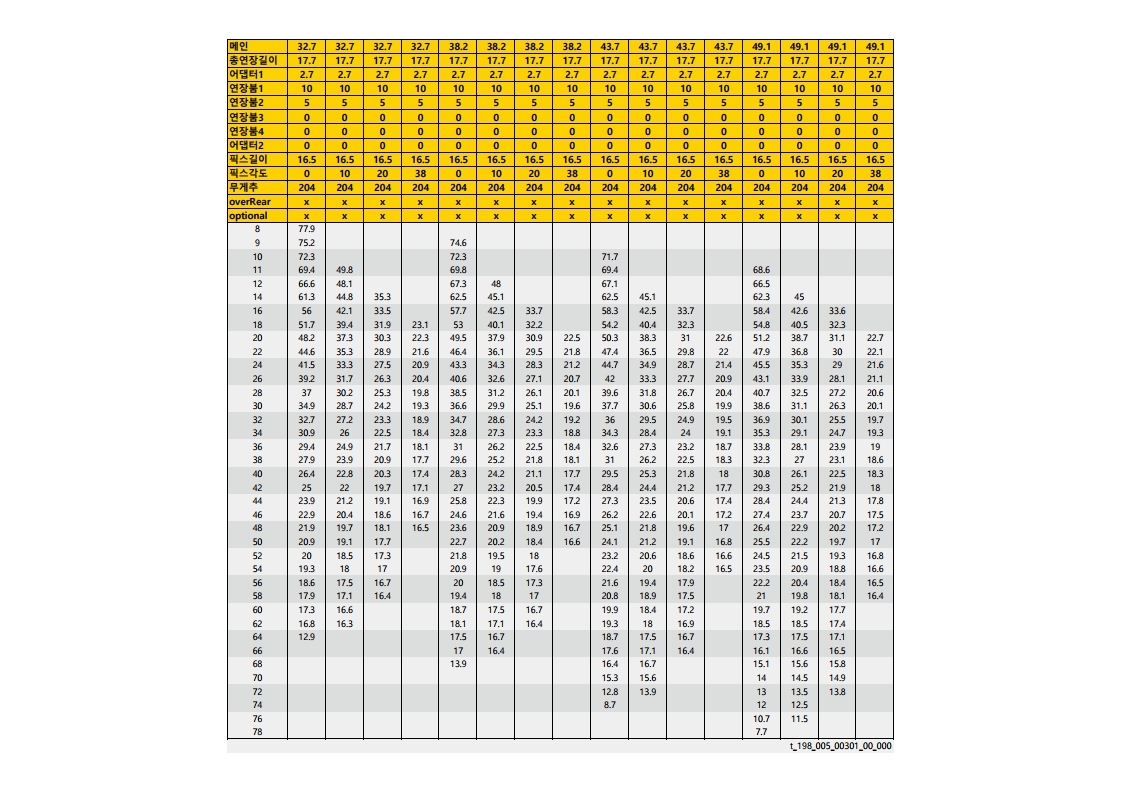 메인 32.7 32.7 32.7 32.7 38.2 38.2 38.2 38.2 43.7 43.7 43.7 43.7 49.1 49.1 49.1 49.1
총연장길이 17.7 17.7 17.7 17.7 17.7 17.7 17.7 17.7 17.7 17.7 17.7 17.7 17.7 17.7 17.7 17.7
어댑터1 2.7 2.7 2.7 2.7 2.7 2.7 2.7 2.7 2.7 2.7 2.7 2.7 2.7 2.7 2.7 2.7
연장붐1 10 10 10 10 10 10 10 10 10 10 10 10 10 10 10 10
연장붐2 5 5 5 5 5 5 5 5 5 5 5 5 5 5 5 5
연장붐3 0 0 0 0 0 0 0 0 0 0 0 0 0 0 0 0
연장붐4 0 0 0 0 0 0 0 0 0 0 0 0 0 0 0 0
어댑터2 0 0 0 0 0 0 0 0 0 0 0 0 0 0 0 0
픽스길이 16.5 16.5 16.5 16.5 16.5 16.5 16.5 16.5 16.5 16.5 16.5 16.5 16.5 16.5 16.5 16.5
픽스각도 0 10 20 38 0 10 20 38 0 10 20 38 0 10 20 38
무게추 204 204 204 204 204 204 204 204 204 204 204 204 204 204 204 204
overRear x x x x x x x x x x x x x x x x
optional x x x x x x x x x x x x x x x x
8 77.9
9 75.2 74.6
10 72.3 72.3 71.7
11 69.4 49.8 69.8 69.4 68.6
12 66.6 48.1 67.3 48 67.1 66.5
14 61.3 44.8 35.3 62.5 45.1 62.5 45.1 62.3 45
16 56 42.1 33.5 57.7 42.5 33.7 58.3 42.5 33.7 58.4 42.6 33.6
18 51.7 39.4 31.9 23.1 53 40.1 32.2 54.2 40.4 32.3 54.8 40.5 32.3
20 48.2 37.3 30.3 22.3 49.5 37.9 30.9 22.5 50.3 38.3 31 22.6 51.2 38.7 31.1 22.7
22 44.6 35.3 28.9 21.6 46.4 36.1 29.5 21.8 47.4 36.5 29.8 22 47.9 36.8 30 22.1
24 41.5 33.3 27.5 20.9 43.3 34.3 28.3 21.2 44.7 34.9 28.7 21.4 45.5 35.3 29 21.6
26 39.2 31.7 26.3 20.4 40.6 32.6 27.1 20.7 42 33.3 27.7 20.9 43.1 33.9 28.1 21.1
28 37 30.2 25.3 19.8 38.5 31.2 26.1 20.1 39.6 31.8 26.7 20.4 40.7 32.5 27.2 20.6
30 34.9 28.7 24.2 19.3 36.6 29.9 25.1 19.6 37.7 30.6 25.8 19.9 38.6 31.1 26.3 20.1
32 32.7 27.2 23.3 18.9 34.7 28.6 24.2 19.2 36 29.5 24.9 19.5 36.9 30.1 25.5 19.7
34 30.9 26 22.5 18.4 32.8 27.3 23.3 18.8 34.3 28.4 24 19.1 35.3 29.1 24.7 19.3
36 29.4 24.9 21.7 18.1 31 26.2 22.5 18.4 32.6 27.3 23.2 18.7 33.8 28.1 23.9 19
38 27.9 23.9 20.9 17.7 29.6 25.2 21.8 18.1 31 26.2 22.5 18.3 32.3 27 23.1 18.6
40 26.4 22.8 20.3 17.4 28.3 24.2 21.1 17.7 29.5 25.3 21.8 18 30.8 26.1 22.5 18.3
42 25 22 19.7 17.1 27 23.2 20.5 17.4 28.4 24.4 21.2 17.7 29.3 25.2 21.9 18
44 23.9 21.2 19.1 16.9 25.8 22.3 19.9 17.2 27.3 23.5 20.6 17.4 28.4 24.4 21.3 17.8
46 22.9 20.4 18.6 16.7 24.6 21.6 19.4 16.9 26.2 22.6 20.1 17.2 27.4 23.7 20.7 17.5
48 21.9 19.7 18.1 16.5 23.6 20.9 18.9 16.7 25.1 21.8 19.6 17 26.4 22.9 20.2 17.2
50 20.9 19.1 17.7 22.7 20.2 18.4 16.6 24.1 21.2 19.1 16.8 25.5 22.2 19.7 17
52 20 18.5 17.3 21.8 19.5 18 23.2 20.6 18.6 16.6 24.5 21.5 19.3 16.8
54 19.3 18 17 20.9 19 17.6 22.4 20 18.2 16.5 23.5 20.9 18.8 16.6
56 18.6 17.5 16.7 20 18.5 17.3 21.6 19.4 17.9 22.2 20.4 18.4 16.5
58 17.9 17.1 16.4 19.4 18 17 20.8 18.9 17.5 21 19.8 18.1 16.4
60 17.3 16.6 18.7 17.5 16.7 19.9 18.4 17.2 19.7 19.2 17.7
62 16.8 16.3 18.1 17.1 16.4 19.3 18 16.9 18.5 18.5 17.4
64 12.9 17.5 16.7 18.7 17.5 16.7 17.3 17.5 17.1
66 17 16.4 17.6 17.1 16.4 16.1 16.6 16.5
68 13.9 16.4 16.7 15.1 15.6 15.8
70 15.3 15.6 14 14.5 14.9
72 12.8 13.9 13 13.5 13.8
74 8.7 12 12.5
76 10.7 11.5
78 7.7
t_198_005_00301_00_000